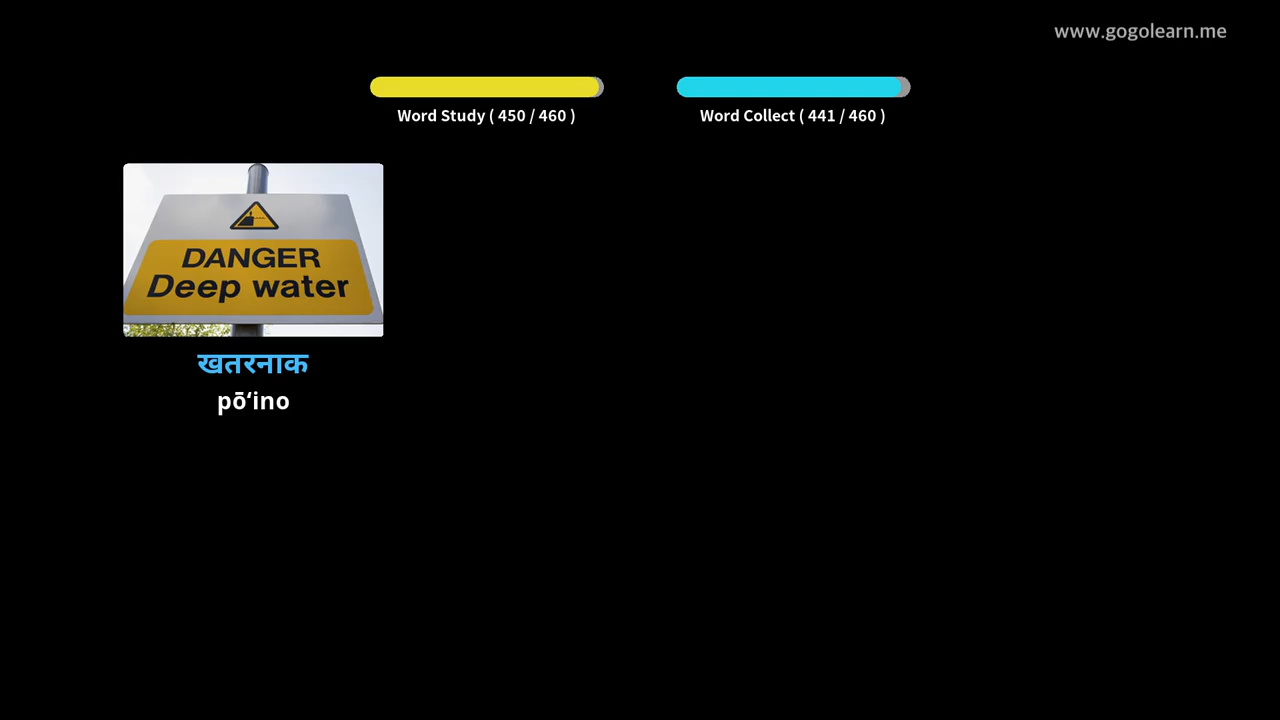 www.gogolearn.me
Word Study ( 450 / 460 )
Word Collect ( 441 / 460 )
DANGER
Deep water
खतरनाक
pōʻino